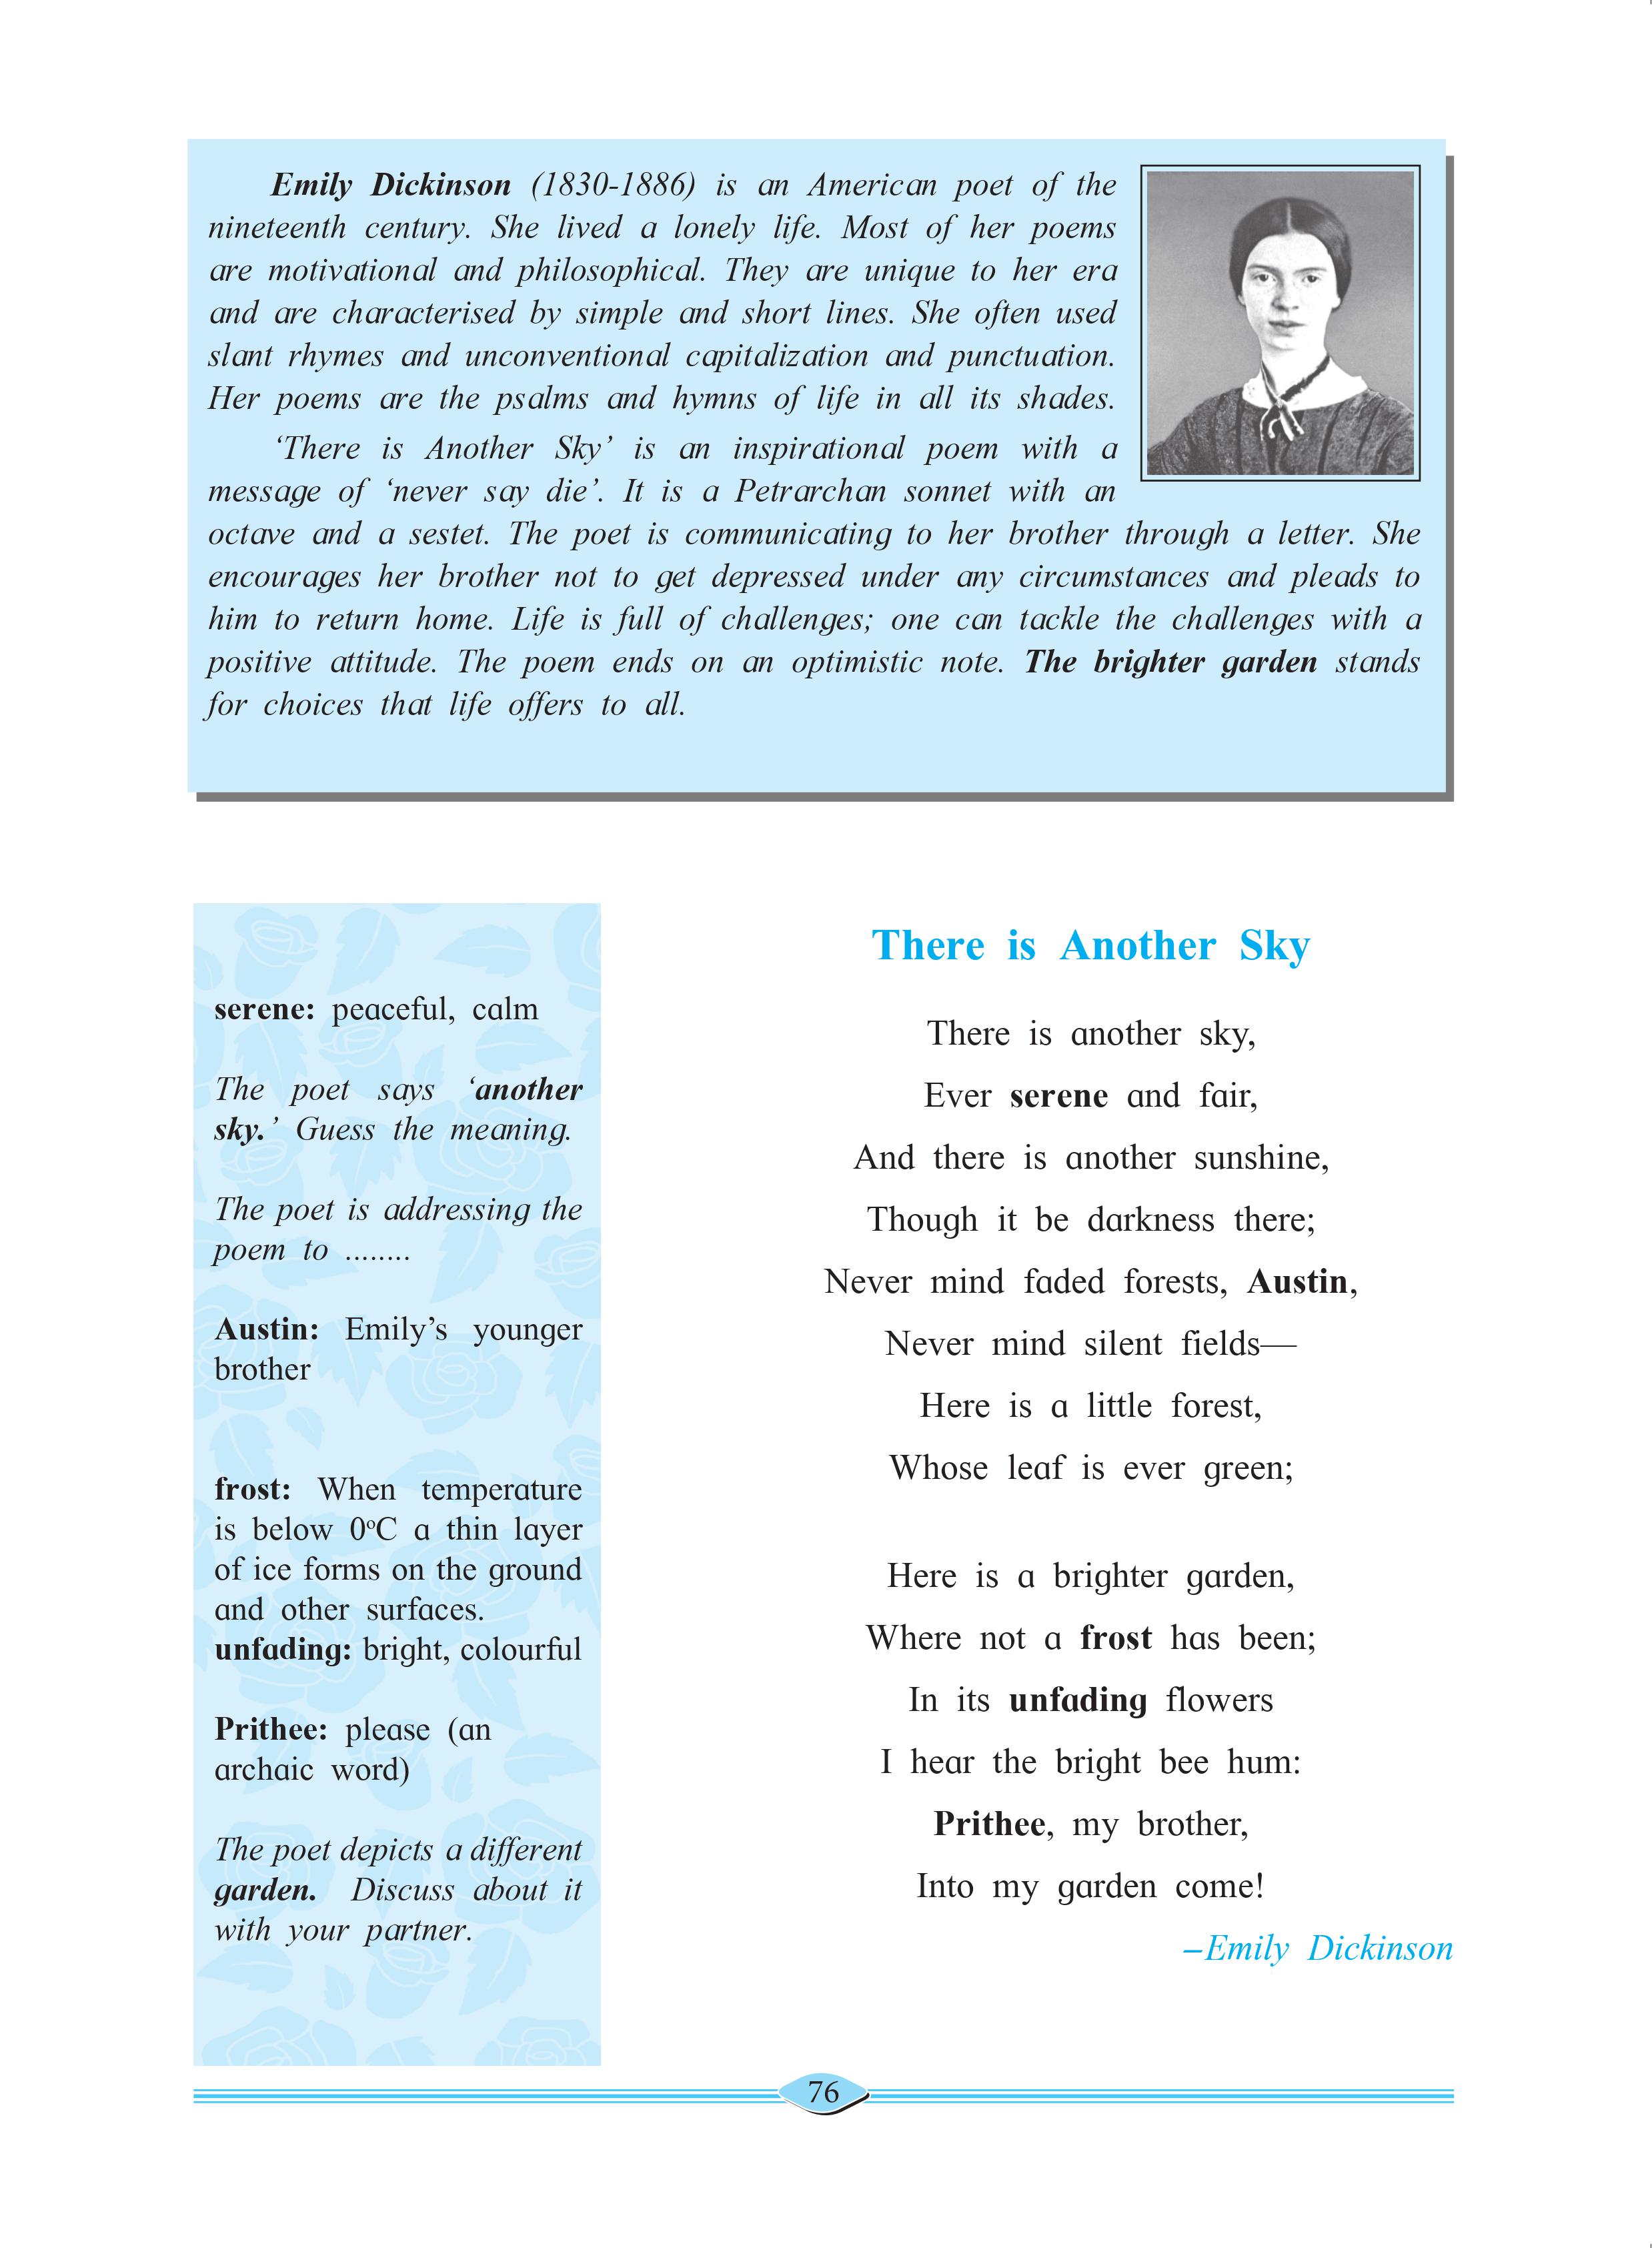 Emily Dickinson (1830-1886) is an American poet of the
nineteenth century. She lived a lonely life. Most of her poems
are motivational and philosophical. They are unique to her era
and are characterised by simple and short lines. She often used
slant rhymes and unconventional capitalization and punctuation.
Her poems are the psalms and hymns of life in all its shades.
‘There is Another Sky’ is an inspirational poem with a
message of ‘never say die’. It is a Petrarchan sonnet with an
octave and a sestet. The poet is communicating to her brother through a letter. She
encourages her brother not to get depressed under any circumstances and pleads to
him to return home. Life is full of challenges; one can tackle the challenges with a
positive attitude. The poem ends on an optimistic note. The brighter garden stands
for choices that life offers to all.
serene: peaceful, calm
The poet says ‘another
sky.’ Guess the meaning.
The poet is addressing the
poem to ........
Austin: Emily’s younger
brother
frost: When temperature
is below 0ºC a thin layer
of ice forms on the ground
and other surfaces.
unfading: bright, colourful
Prithee: please (an
archaic word)
The poet depicts a different
garden. Discuss about it
with your partner.
There is Another Sky
There is another sky,
Ever serene and fair,
And there is another sunshine,
Though it be darkness there;
Never mind faded forests, Austin,
Never mind silent fields—
Here is a little forest,
Whose leaf is ever green;
Here is a brighter garden,
Where not a frost has been;
In its unfading flowers
I hear the bright bee hum:
Prithee, my brother,
Into my garden come!
–Emily Dickinson
76